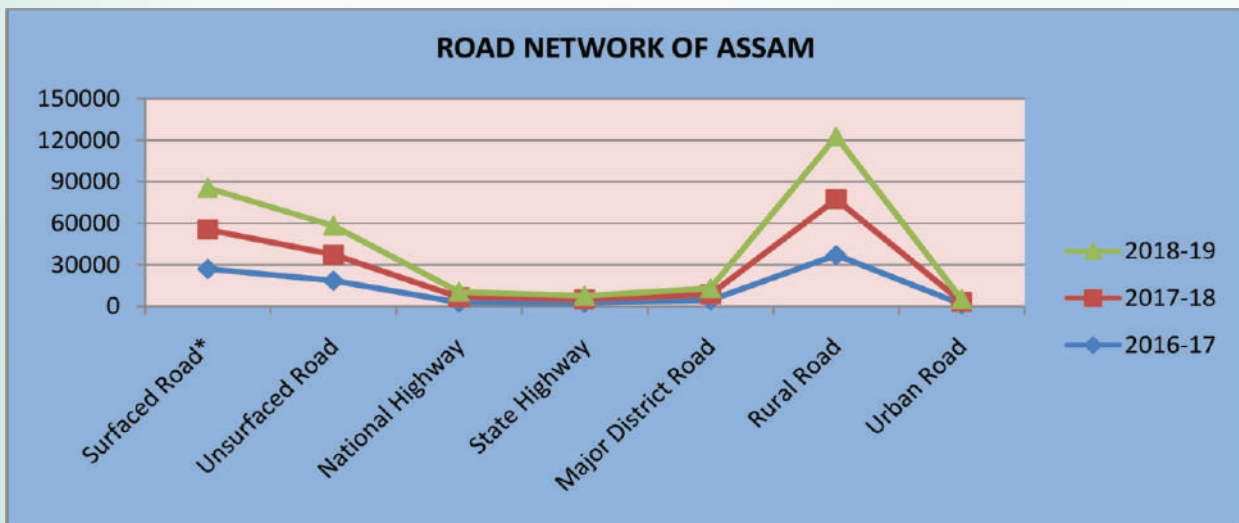 ROAD NETWORK OF ASSAM
150000
120000
90000
60000
30000
0
Surfaced Road*
Unsurfaced Road
National Highway
State Highway
Major District Road
Rural Road
Urban Road
2018-19
2017-18
2016-17